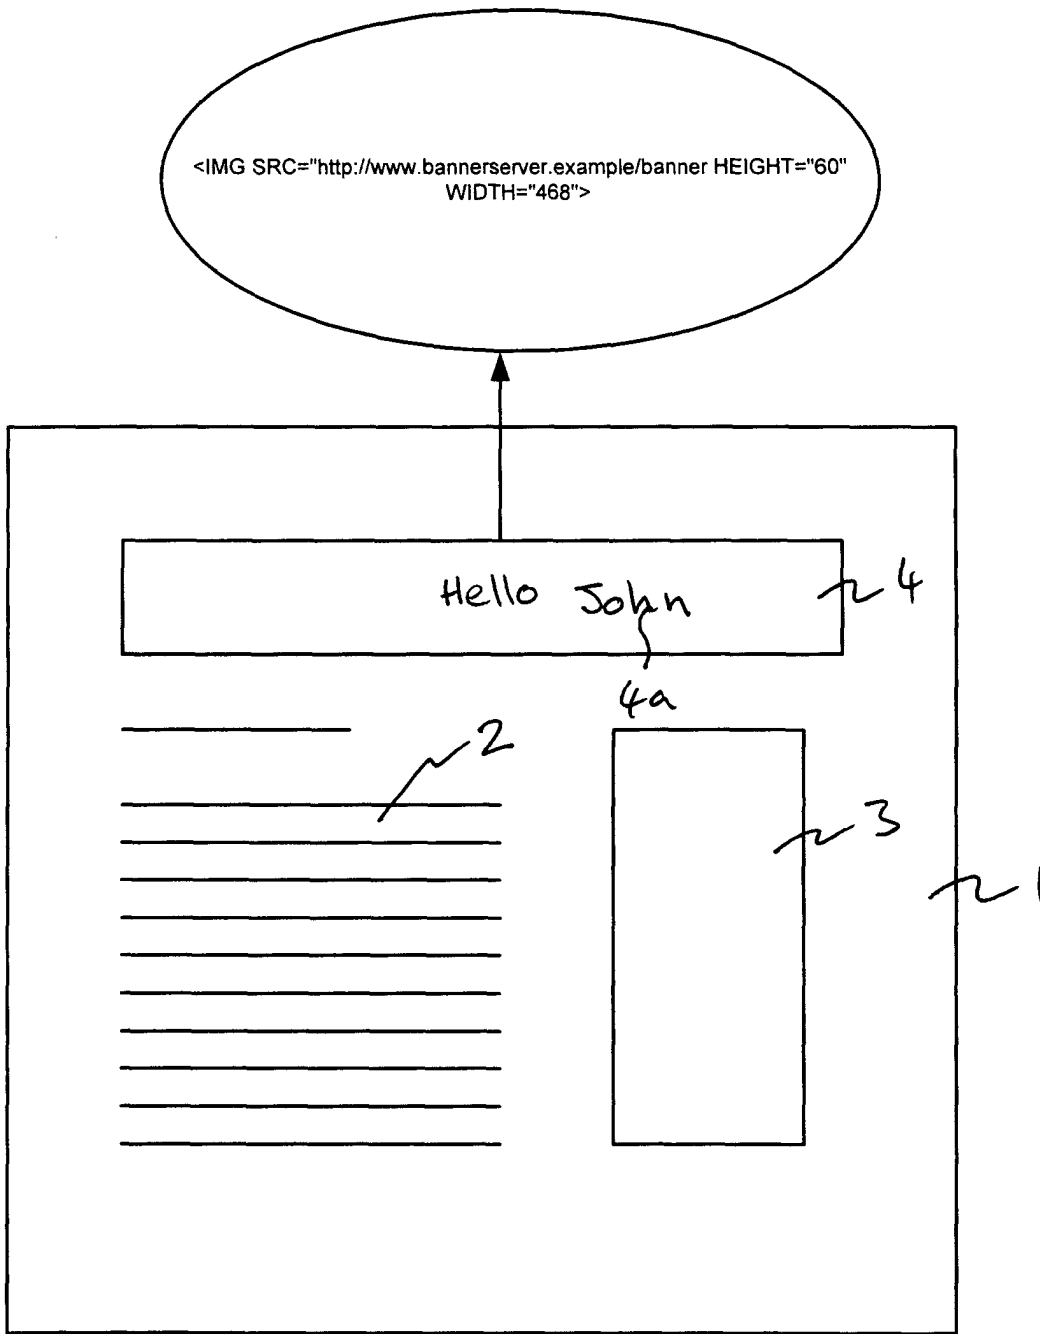 <IMG SRC="http://www.bannerserver.example/banner HEIGHT="60"
WIDTH="468">
Hello John
4
4a
2
3
1